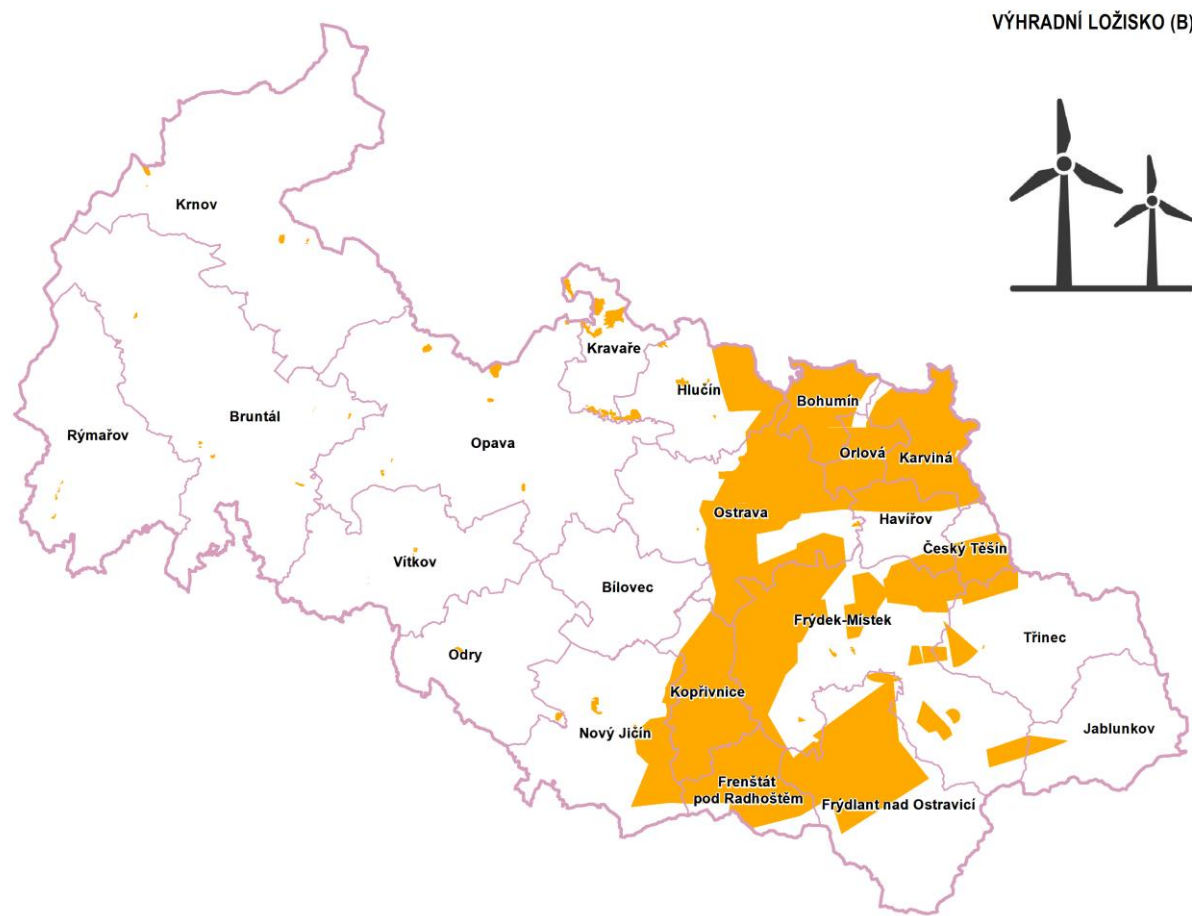 VÝHRADNÍ LOŽISKO (B)
Krnov
Kravaře
Hlučín
Bohumín
Rýmařov
Bruntál
Opava
Orlová
Karviná
Ostrava
Havířov
Český Těšín
Vítkov
Bílovec
Frýdek-Místek
Třinec
Odry
Kopřivnice
Nový Jičín
Jablunkov
Frenštát
pod Radhoštěm
Frýdlant nad Ostravicí